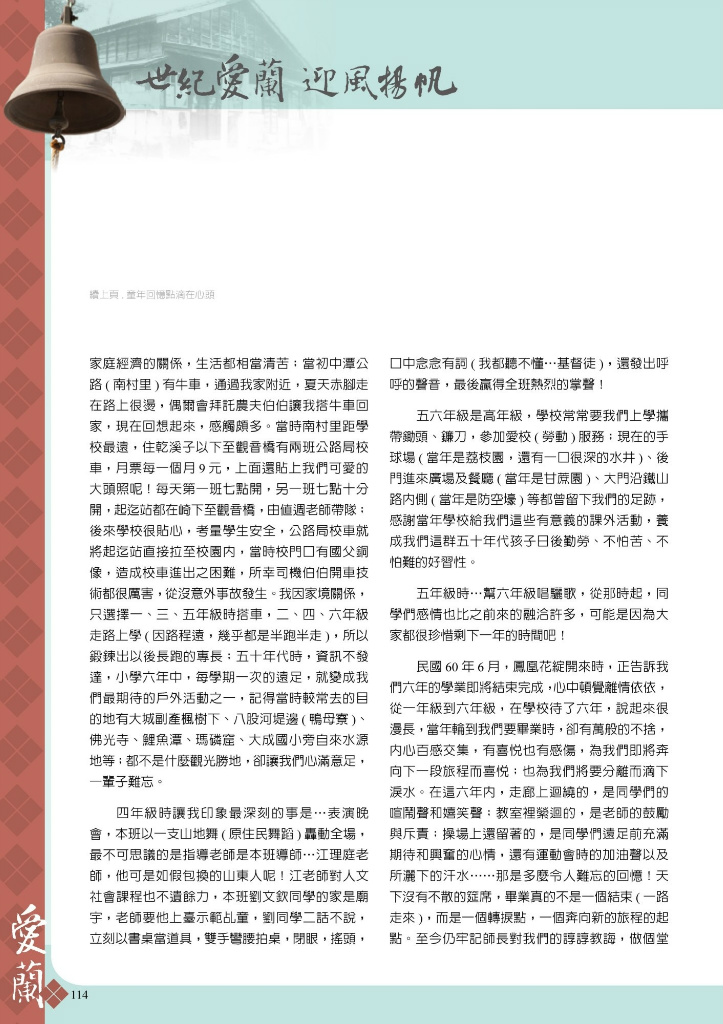 世紀愛蘭 迎風揚帆
續上頁 . 童年回憶點滴在心頭
家庭經濟的關係，生活都相當清苦；當初中潭公
路 ( 南村里 ) 有牛車，通過我家附近，夏天赤腳走
在路上很燙，偶爾會拜託農夫伯伯讓我搭牛車回
家，現在回想起來，感觸頗多。當時南村里距學
校最遠，住乾溪子以下至觀音橋有兩班公路局校
車，月票每一個月 9 元，上面還貼上我們可愛的
大頭照呢！每天第一班七點開，另一班七點十分
開，起迄站都在崎下至觀音橋，由值週老師帶隊；
後來學校很貼心，考量學生安全，公路局校車就
將起迄站直接拉至校園內，當時校門口有國父銅
像，造成校車進出之困難，所幸司機伯伯開車技
術都很厲害，從沒意外事故發生。我因家境關係，
只選擇一、三、五年級時搭車，二、四、六年級
走路上學 ( 因路程遠，幾乎都是半跑半走 )，所以
鍛鍊出以後長跑的專長；五十年代時，資訊不發
達，小學六年中，每學期一次的遠足，就變成我
們最期待的戶外活動之一，記得當時較常去的目
的地有大城副產楓樹下、八股河堤邊 ( 鴨母寮 )、
佛光寺、鯉魚潭、瑪璘窟、大成國小旁自來水源
地等；都不是什麼觀光勝地，卻讓我們心滿意足，
一輩子難忘。
四年級時讓我印象最深刻的事是…表演晚
會，本班以一支山地舞 ( 原住民舞蹈 ) 轟動全場，
最不可思議的是指導老師是本班導師…江理庭老
師，他可是如假包換的山東人呢！江老師對人文
社會課程也不遺餘力，本班劉文欽同學的家是廟
宇，老師要他上臺示範乩童，劉同學二話不說，
立刻以書桌當道具，雙手彎腰拍桌，閉眼，搖頭，
口中念念有詞 ( 我都聽不懂…基督徒 )，還發出呼
呼的聲音，最後贏得全班熱烈的掌聲！
五六年級是高年級，學校常常要我們上學攜
帶鋤頭、鐮刀，參加愛校 ( 勞動 ) 服務；現在的手
球場 ( 當年是荔枝園，還有一口很深的水井 )、後
門進來廣場及餐廳 ( 當年是甘蔗園 )、大門沿鐵山
路內側 ( 當年是防空壕 ) 等都曾留下我們的足跡，
感謝當年學校給我們這些有意義的課外活動，養
成我們這群五十年代孩子日後勤勞、不怕苦、不
怕難的好習性。
五年級時…幫六年級唱驪歌，從那時起，同
學們感情也比之前來的融洽許多，可能是因為大
家都很珍惜剩下一年的時間吧！
民國 60 年 6 月，鳳凰花綻開來時，正告訴我
們六年的學業即將結束完成，心中頓覺離情依依，
從一年級到六年級，在學校待了六年，說起來很
漫長，當年輪到我們要畢業時，卻有萬般的不捨，
內心百感交集，有喜悅也有感傷，為我們即將奔
向下一段旅程而喜悅；也為我們將要分離而滴下
淚水。在這六年內，走廊上迴繞的，是同學們的
喧鬧聲和嬉笑聲；教室裡縈迴的，是老師的鼓勵
與斥責；操場上還留著的，是同學們遠足前充滿
期待和興奮的心情，還有運動會時的加油聲以及
所灑下的汗水……那是多麼令人難忘的回憶！天
下沒有不散的筵席，畢業真的不是一個結束 ( 一路
走來 )，而是一個轉捩點，一個奔向新的旅程的起
點。至今仍牢記師長對我們的諄諄教誨，做個堂
愛蘭
114